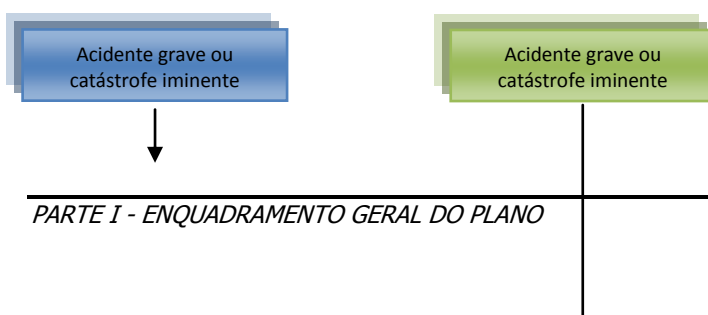 Acidente grave ou
catástrofe iminente
Acidente grave ou
catástrofe iminente
PARTE I - ENQUADRAMENTO GERAL DO PLANO